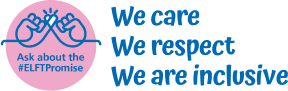 Ask about the
#ELFTPromise
We care
We respect
We are inclusive